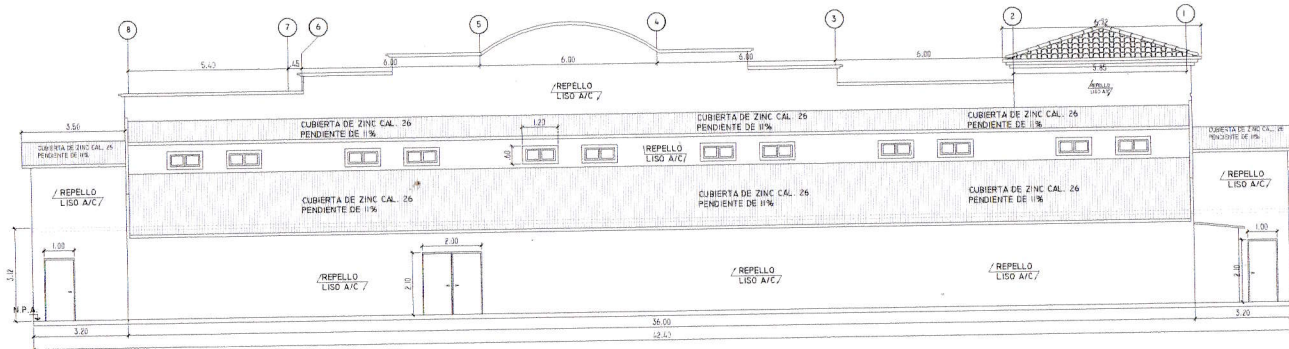 8
7
6
5
4
3
2
1
5.40
.45
6.00
6.00
6.00
6.00
5.85
REPELLO
LISO A/C
REPELLO
3.50
CUBIERTA DE ZINC CAL. 26
PENDIENTE DE 11%
1.20
CUBIERTA DE ZINC CAL. 26
PENDIENTE DE 11%
CUBIERTA DE ZINC CAL. 26
PENDIENTE DE 11%
CUBIERTA DE ZINC CAL. 26
PENDIENTE DE 11%
CUBIERTA DE ZINC CAL. 26
PENDIENTE DE 11%
.60
REPELLO
LISO A/C
REPELLO
LISO A/C
CUBIERTA DE ZINC CAL. 26
PENDIENTE DE 11%
CUBIERTA DE ZINC CAL. 26
PENDIENTE DE 11%
CUBIERTA DE ZINC CAL. 26
PENDIENTE DE 11%
REPELLO
LISO A/C
3.12
1.00
2.00
2.10
REPELLO
LISO A/C
REPELLO
LISO A/C
REPELLO
LISO A/C
1.00
2.10
N.P.A.
3.20
36.00
3.20
42.40